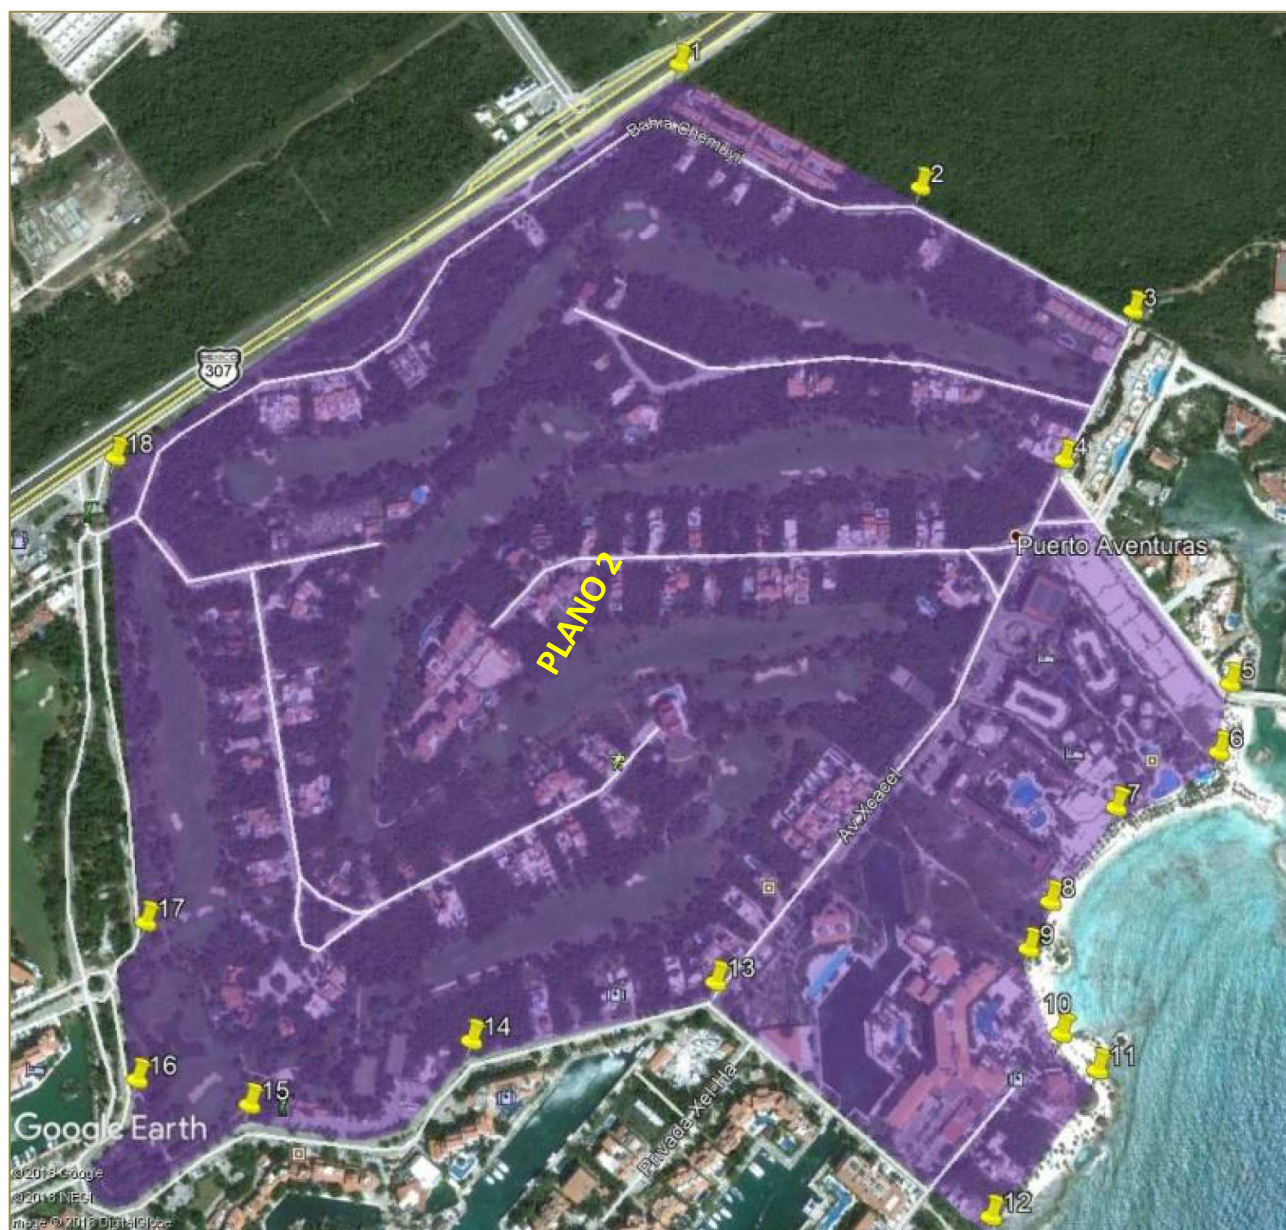 1
Bahia Chemuyil
2
3
MEXICO
307
18
4
Puerto Aventuras
PLANO 2
5
6
7
Av. Xcacel
8
17
9
13
10
14
11
16
15
Privada Xel-Ha
Google Earth
© 2018 Google
© 2018 INEGI
Image © 2018 DigitalGlobe
12